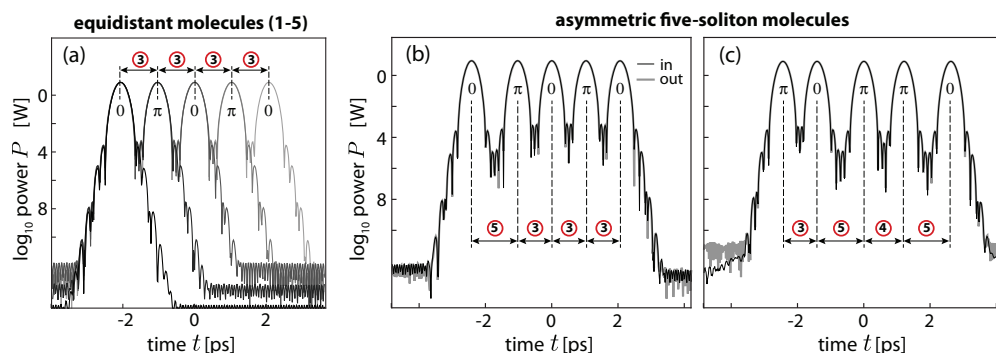 equidistant molecules (1-5)
asymmetric five-soliton molecules
(a)
3 3 3 3
0 π 0 π 0
0
4
8
log10 power P [W]
-2 0 2
time t [ps]
(b)
in
out
0 π 0 π 0
5 3 3 3
0
4
8
log10 power P [W]
-2 0 2
time t [ps]
(c)
π 0 π π 0
3 5 4 5
-2 0 2 4
time t [ps]